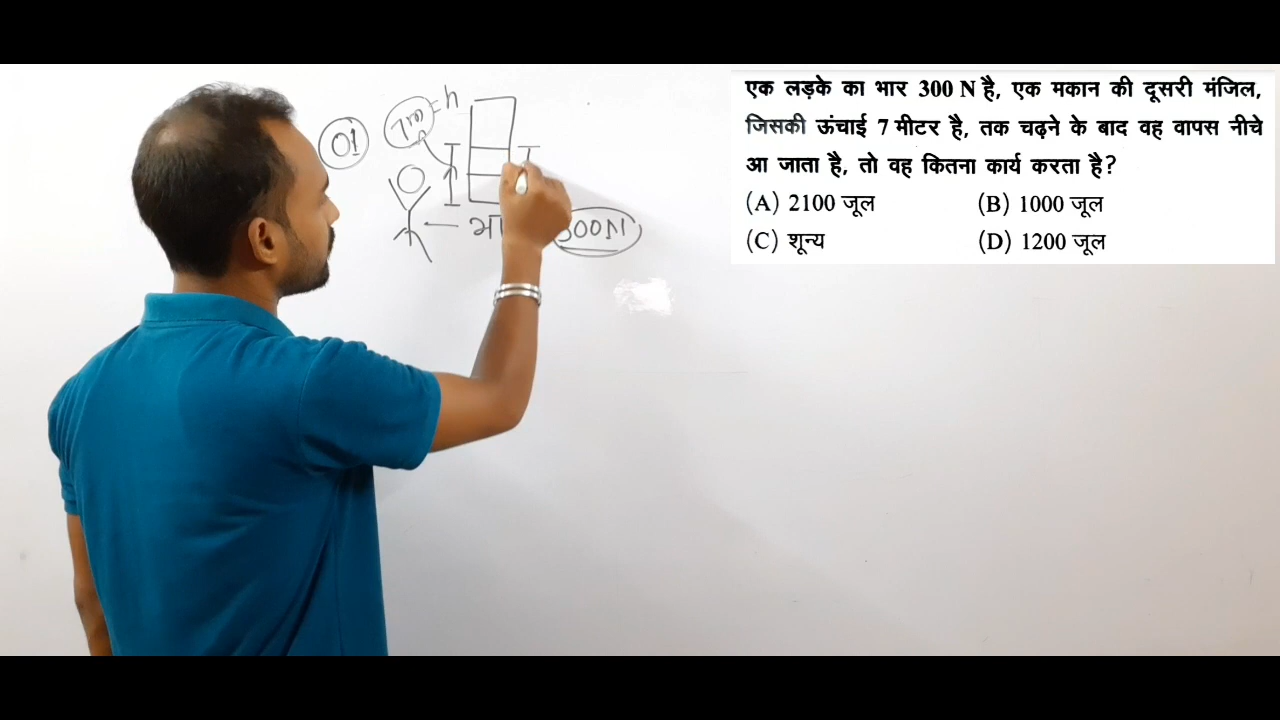 01
7m = h
300N
एक लड़के का भार 300 N है, एक मकान की दूसरी मंजिल,
जिसकी ऊंचाई 7 मीटर है, तक चढ़ने के बाद वह वापस नीचे
आ जाता है, तो वह कितना कार्य करता है?
(A) 2100 जूल (B) 1000 जूल
(C) शून्य (D) 1200 जूल